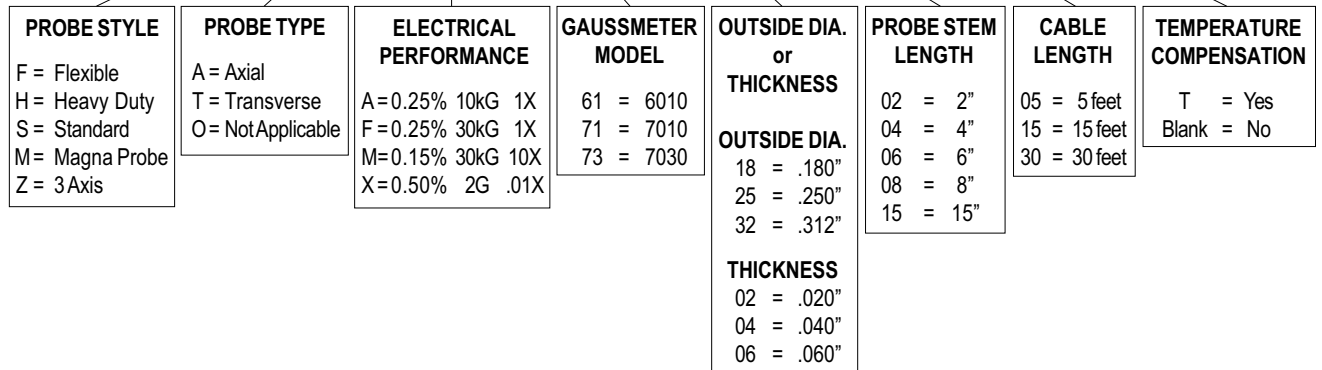 PROBE STYLE
F = Flexible
H = Heavy Duty
S = Standard
M = Magna Probe
Z = 3 Axis
PROBE TYPE
A = Axial
T = Transverse
O = Not Applicable
ELECTRICAL
PERFORMANCE
A = 0.25% 10kG 1X
F = 0.25% 30kG 1X
M = 0.15% 30kG 10X
X = 0.50% 2G .01X
GAUSSMETER
MODEL
61 = 6010
71 = 7010
73 = 7030
OUTSIDE DIA.
or
THICKNESS
OUTSIDE DIA.
18 = .180”
25 = .250”
32 = .312”
THICKNESS
02 = .020”
04 = .040”
06 = .060”
PROBE STEM
LENGTH
02 = 2”
04 = 4”
06 = 6”
08 = 8”
15 = 15”
CABLE
LENGTH
05 = 5 feet
15 = 15 feet
30 = 30 feet
TEMPERATURE
COMPENSATION
T = Yes
Blank = No